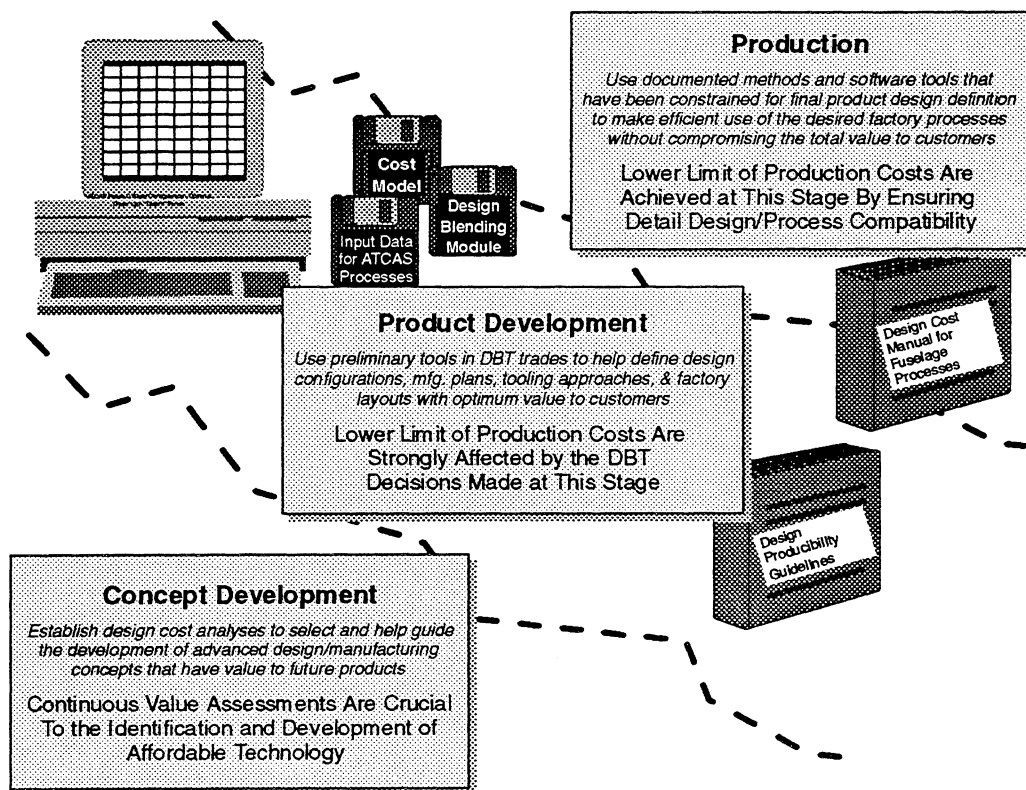 Production
Use documented methods and software tools that
have been constrained for final product design definition
to make efficient use of the desired factory processes
without compromising the total value to customers
Lower Limit of Production Costs Are
Achieved at This Stage By Ensuring
Detail Design/Process Compatibility
Cost
Model
Design
Blending
Module
Input Data
for ATCAS
Processes
Product Development
Use preliminary tools in DBT trades to help define design
configurations, mfg. plans, tooling approaches, & factory
layouts with optimum value to customers
Lower Limit of Production Costs Are
Strongly Affected by the DBT
Decisions Made at This Stage
Design Cost
Manual for
Fuselage
Processes
Design
Producibility
Guidelines
Concept Development
Establish design cost analyses to select and help guide
the development of advanced design/manufacturing
concepts that have value to future products
Continuous Value Assessments Are Crucial
To the Identification and Development of
Affordable Technology